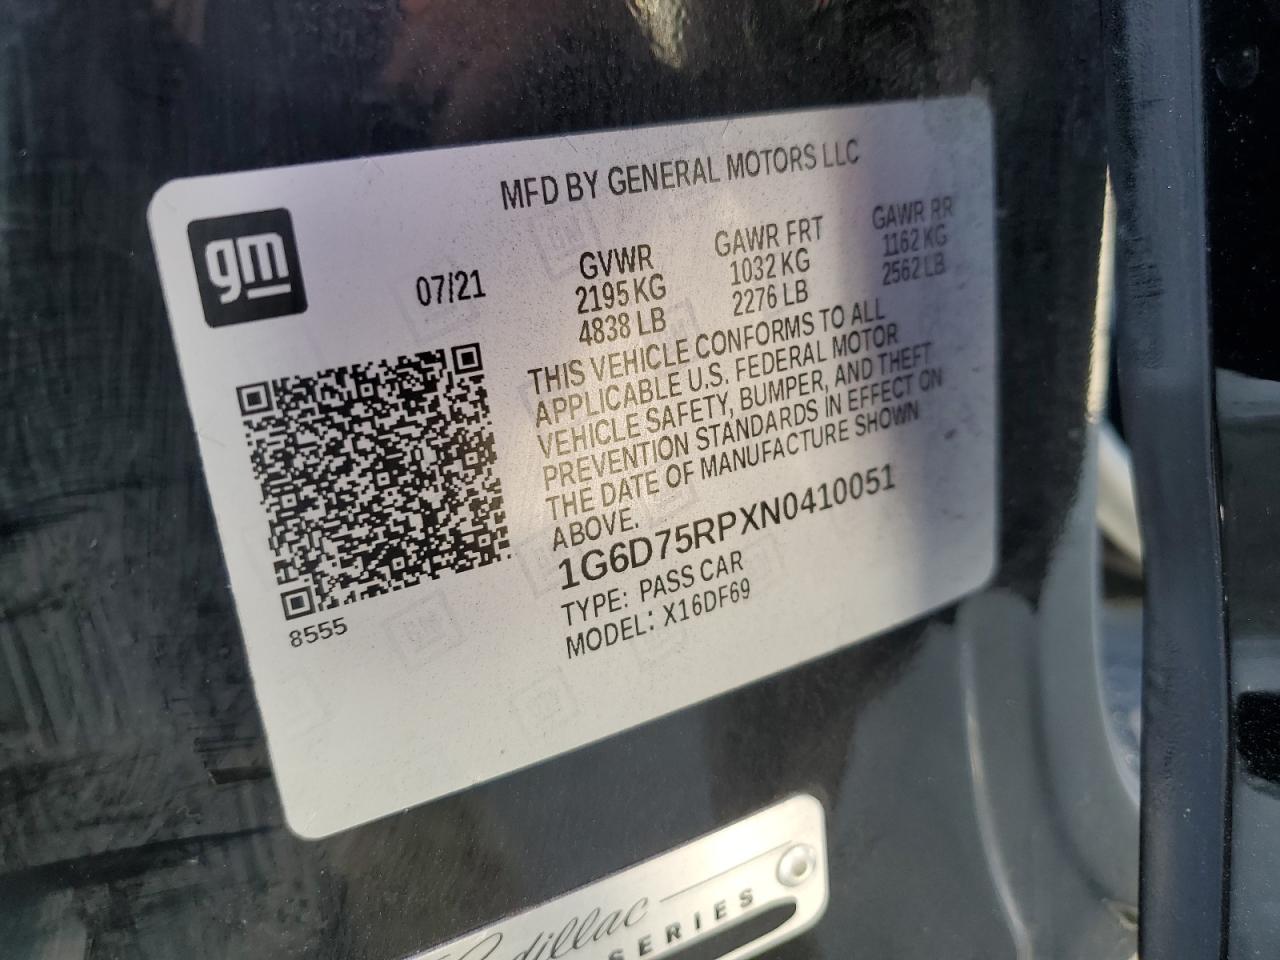 MFD BY GENERAL MOTORS LLC
gm
07/21
GVWR
2195 KG
4838 LB
GAWR FRT
1032 KG
2276 LB
GAWR RR
1162 KG
2562 LB
THIS VEHICLE CONFORMS TO ALL
APPLICABLE U.S. FEDERAL MOTOR
VEHICLE SAFETY, BUMPER, AND THEFT
PREVENTION STANDARDS IN EFFECT ON
THE DATE OF MANUFACTURE SHOWN
ABOVE.
1G6D75RPXN0410051
TYPE: PASS CAR
MODEL: X16DF69
8555
Cadillac
SERIES